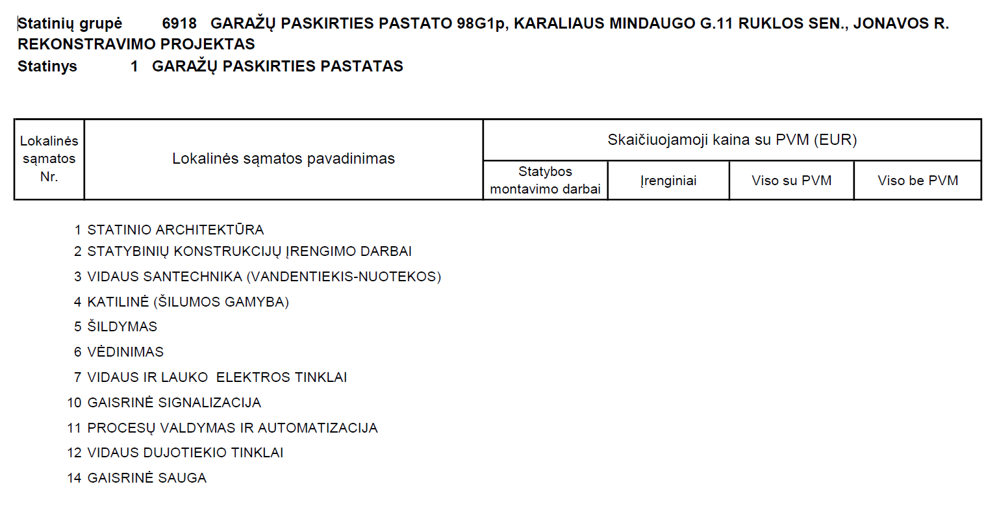 Statinių grupė 6918 GARAŽŲ PASKIRTIES PASTATO 98G1p, KARALIAUS MINDAUGO G.11 RUKLOS SEN., JONAVOS R.
REKONSTRAVIMO PROJEKTAS
Statinys 1 GARAŽŲ PASKIRTIES PASTATAS
Lokalinės
sąmatos
Nr.
Lokalinės sąmatos pavadinimas
Skaičiuojamoji kaina su PVM (EUR)
Statybos
montavimo darbai
Įrenginiai
Viso su PVM
Viso be PVM
1 STATINIO ARCHITEKTŪRA
2 STATYBINIŲ KONSTRUKCIJŲ ĮRENGIMO DARBAI
3 VIDAUS SANTECHNIKA (VANDENTIEKIS-NUOTEKOS)
4 KATILINĖ (ŠILUMOS GAMYBA)
5 ŠILDYMAS
6 VĖDINIMAS
7 VIDAUS IR LAUKO ELEKTROS TINKLAI
10 GAISRINĖ SIGNALIZACIJA
11 PROCESŲ VALDYMAS IR AUTOMATIZACIJA
12 VIDAUS DUJOTIEKIO TINKLAI
14 GAISRINĖ SAUGA